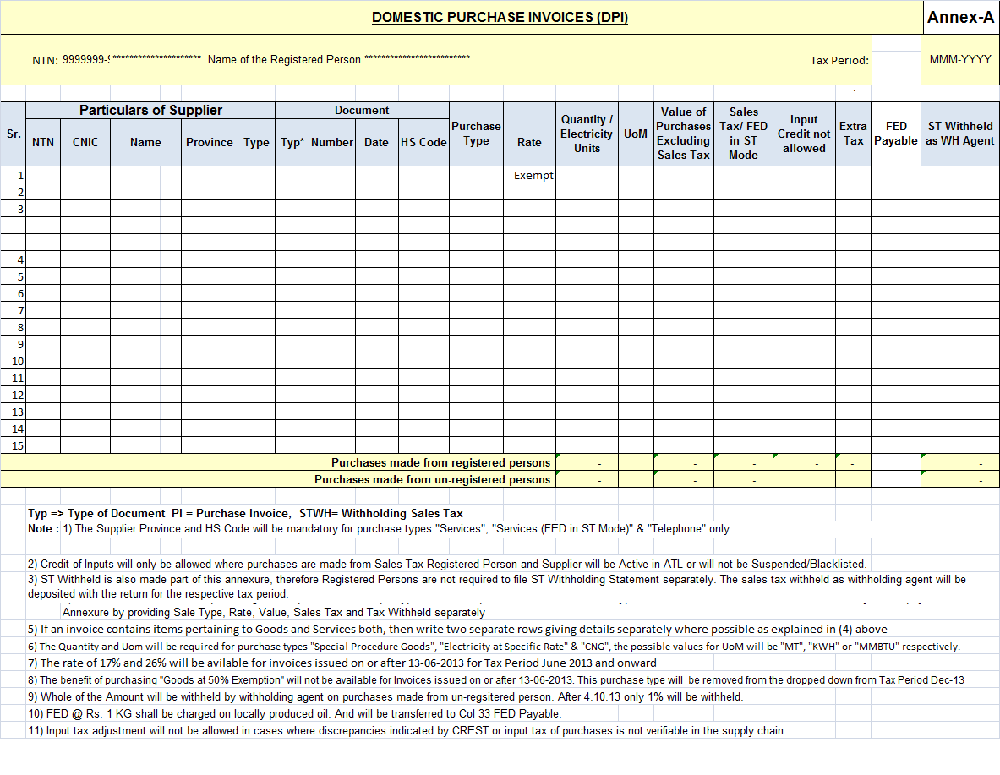 DOMESTIC PURCHASE INVOICES (DPI)
Annex-A
NTN: 9999999-9 ********************* Name of the Registered Person *************************
Tax Period:
MMM-YYYY
`
Sr.
Particulars of Supplier
Document
Purchase Type
Rate
Quantity / Electricity Units
UoM
Value of Purchases Excluding Sales Tax
Sales Tax/ FED in ST Mode
Input Credit not allowed
Extra Tax
FED Payable
ST Withheld as WH Agent
NTN CNIC Name Province Type Typ* Number Date HS Code
1 Exempt
2
3
4
5
6
7
8
9
10
11
12
13
14
15
Purchases made from registered persons - - - - - -
Purchases made from un-registered persons - - - -
Typ => Type of Document PI = Purchase Invoice, STWH= Withholding Sales Tax
Note : 1) The Supplier Province and HS Code will be mandatory for purchase types "Services", "Services (FED in ST Mode)" & "Telephone" only.
2) Credit of Inputs will only be allowed where purchases are made from Sales Tax Registered Person and Supplier will be Active in ATL or will not be Suspended/Blacklisted.
3) ST Withheld is also made part of this annexure, therefore Registered Persons are not required to file ST Withholding Statement separately. The sales tax withheld as withholding agent will be
deposited with the return for the respective tax period.
Annexure by providing Sale Type, Rate, Value, Sales Tax and Tax Withheld separately
5) If an invoice contains items pertaining to Goods and Services both, then write two separate rows giving details separately where possible as explained in (4) above
6) The Quantity and Uom will be required for purchase types "Special Procedure Goods", "Electricity at Specific Rate" & "CNG", the possible values for UoM will be "MT", "KWH" or "MMBTU" respectively.
7) The rate of 17% and 26% will be avilable for invoices issued on or after 13-06-2013 for Tax Period June 2013 and onward
8) The benefit of purchasing "Goods at 50% Exemption" will not be available for Invoices issued on or after 13-06-2013. This purchase type will be removed from the dropped down from Tax Period Dec-13
9) Whole of the Amount will be withheld by withholding agent on purchases made from un-regsitered person. After 4.10.13 only 1% will be withheld.
10) FED @ Rs. 1 KG shall be charged on locally produced oil. And will be transferred to Col 33 FED Payable.
11) Input tax adjustment will not be allowed in cases where discrepancies indicated by CREST or input tax of purchases is not verifiable in the supply chain